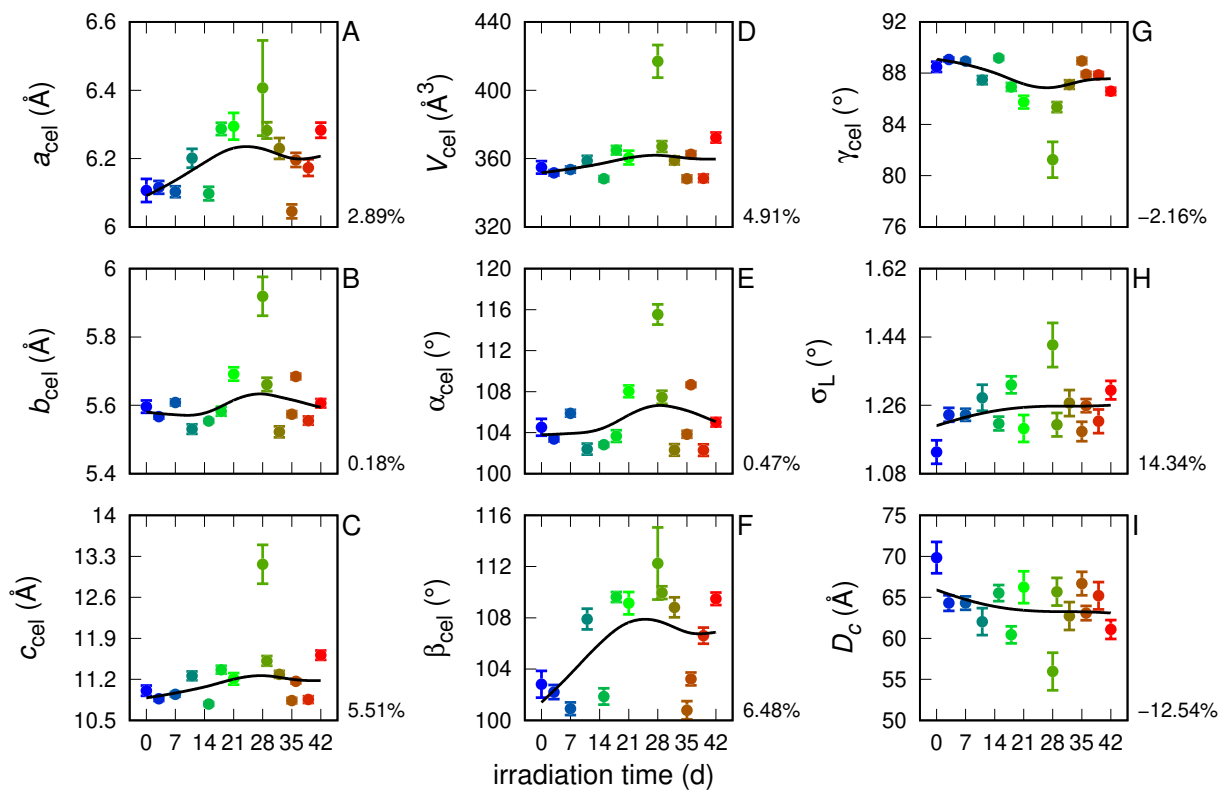 A
6.6
6.4
6.2
6
a_cel (Å)
2.89%
D
440
400
360
320
V_cel (Å³)
4.91%
G
92
88
84
80
76
γ_cel (°)
−2.16%
B
6
5.8
5.6
5.4
b_cel (Å)
0.18%
E
120
116
112
108
104
100
α_cel (°)
0.47%
H
1.62
1.44
1.26
1.08
σ_L (°)
14.34%
C
14
13.3
12.6
11.9
11.2
10.5
c_cel (Å)
5.51%
0 7 14 21 28 35 42
F
116
112
108
104
100
β_cel (°)
6.48%
0 7 14 21 28 35 42
I
75
70
65
60
55
50
D_c (Å)
−12.54%
0 7 14 21 28 35 42
irradiation time (d)